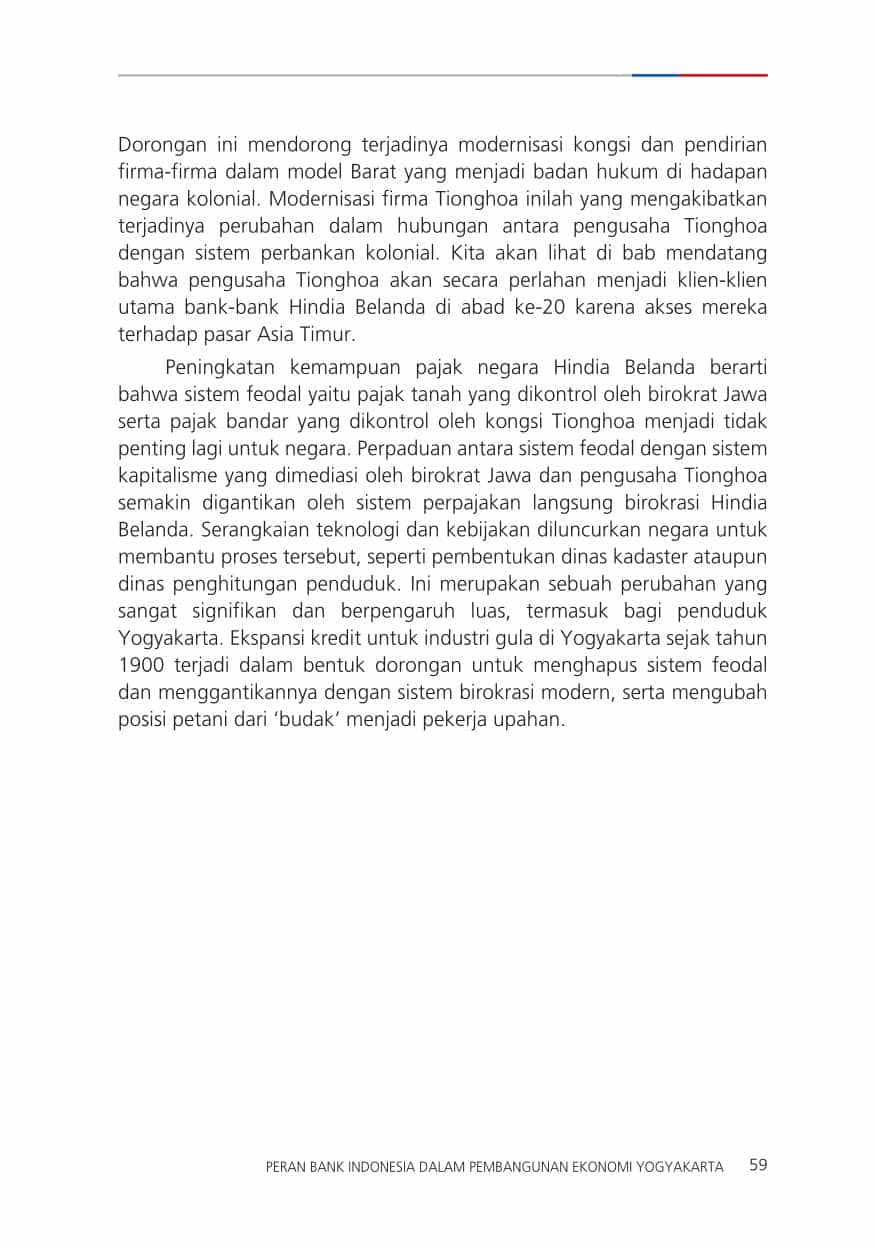 Dorongan ini mendorong terjadinya modernisasi kongsi dan pendirian
firma-firma dalam model Barat yang menjadi badan hukum di hadapan
negara kolonial. Modernisasi firma Tionghoa inilah yang mengakibatkan
terjadinya perubahan dalam hubungan antara pengusaha Tionghoa
dengan sistem perbankan kolonial. Kita akan lihat di bab mendatang
bahwa pengusaha Tionghoa akan secara perlahan menjadi klien-klien
utama bank-bank Hindia Belanda di abad ke-20 karena akses mereka
terhadap pasar Asia Timur.
Peningkatan kemampuan pajak negara Hindia Belanda berarti
bahwa sistem feodal yaitu pajak tanah yang dikontrol oleh birokrat Jawa
serta pajak bandar yang dikontrol oleh kongsi Tionghoa menjadi tidak
penting lagi untuk negara. Perpaduan antara sistem feodal dengan sistem
kapitalisme yang dimediasi oleh birokrat Jawa dan pengusaha Tionghoa
semakin digantikan oleh sistem perpajakan langsung birokrasi Hindia
Belanda. Serangkaian teknologi dan kebijakan diluncurkan negara untuk
membantu proses tersebut, seperti pembentukan dinas kadaster ataupun
dinas penghitungan penduduk. Ini merupakan sebuah perubahan yang
sangat signifikan dan berpengaruh luas, termasuk bagi penduduk
Yogyakarta. Ekspansi kredit untuk industri gula di Yogyakarta sejak tahun
1900 terjadi dalam bentuk dorongan untuk menghapus sistem feodal
dan menggantikannya dengan sistem birokrasi modern, serta mengubah
posisi petani dari ‘budak’ menjadi pekerja upahan.
PERAN BANK INDONESIA DALAM PEMBANGUNAN EKONOMI YOGYAKARTA 59